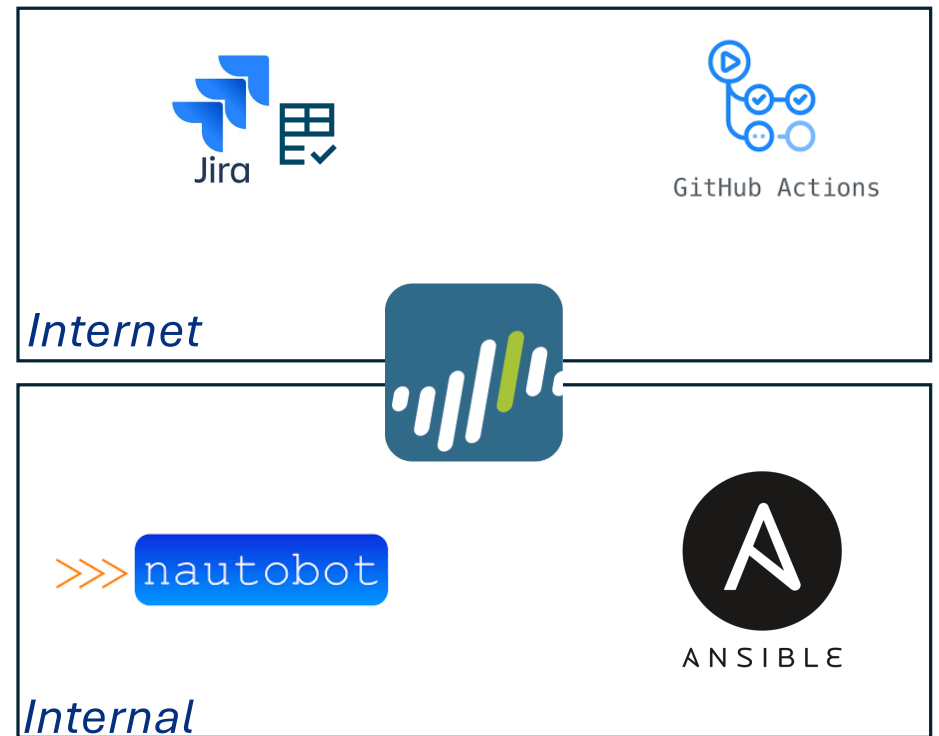 Jira
GitHub Actions
Internet
>>> nautobot
ANSIBLE
Internal